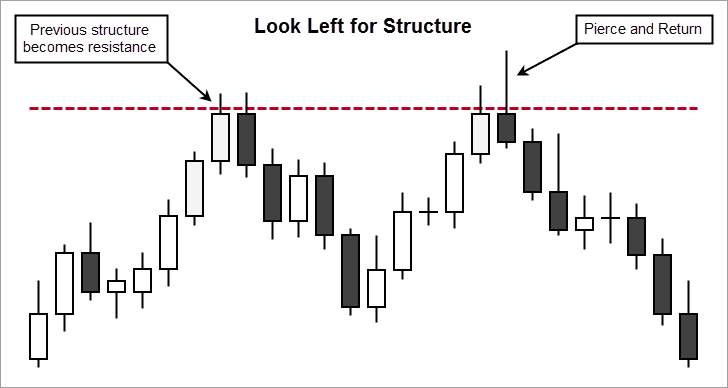 Look Left for Structure
Previous structure
becomes resistance
Pierce and Return